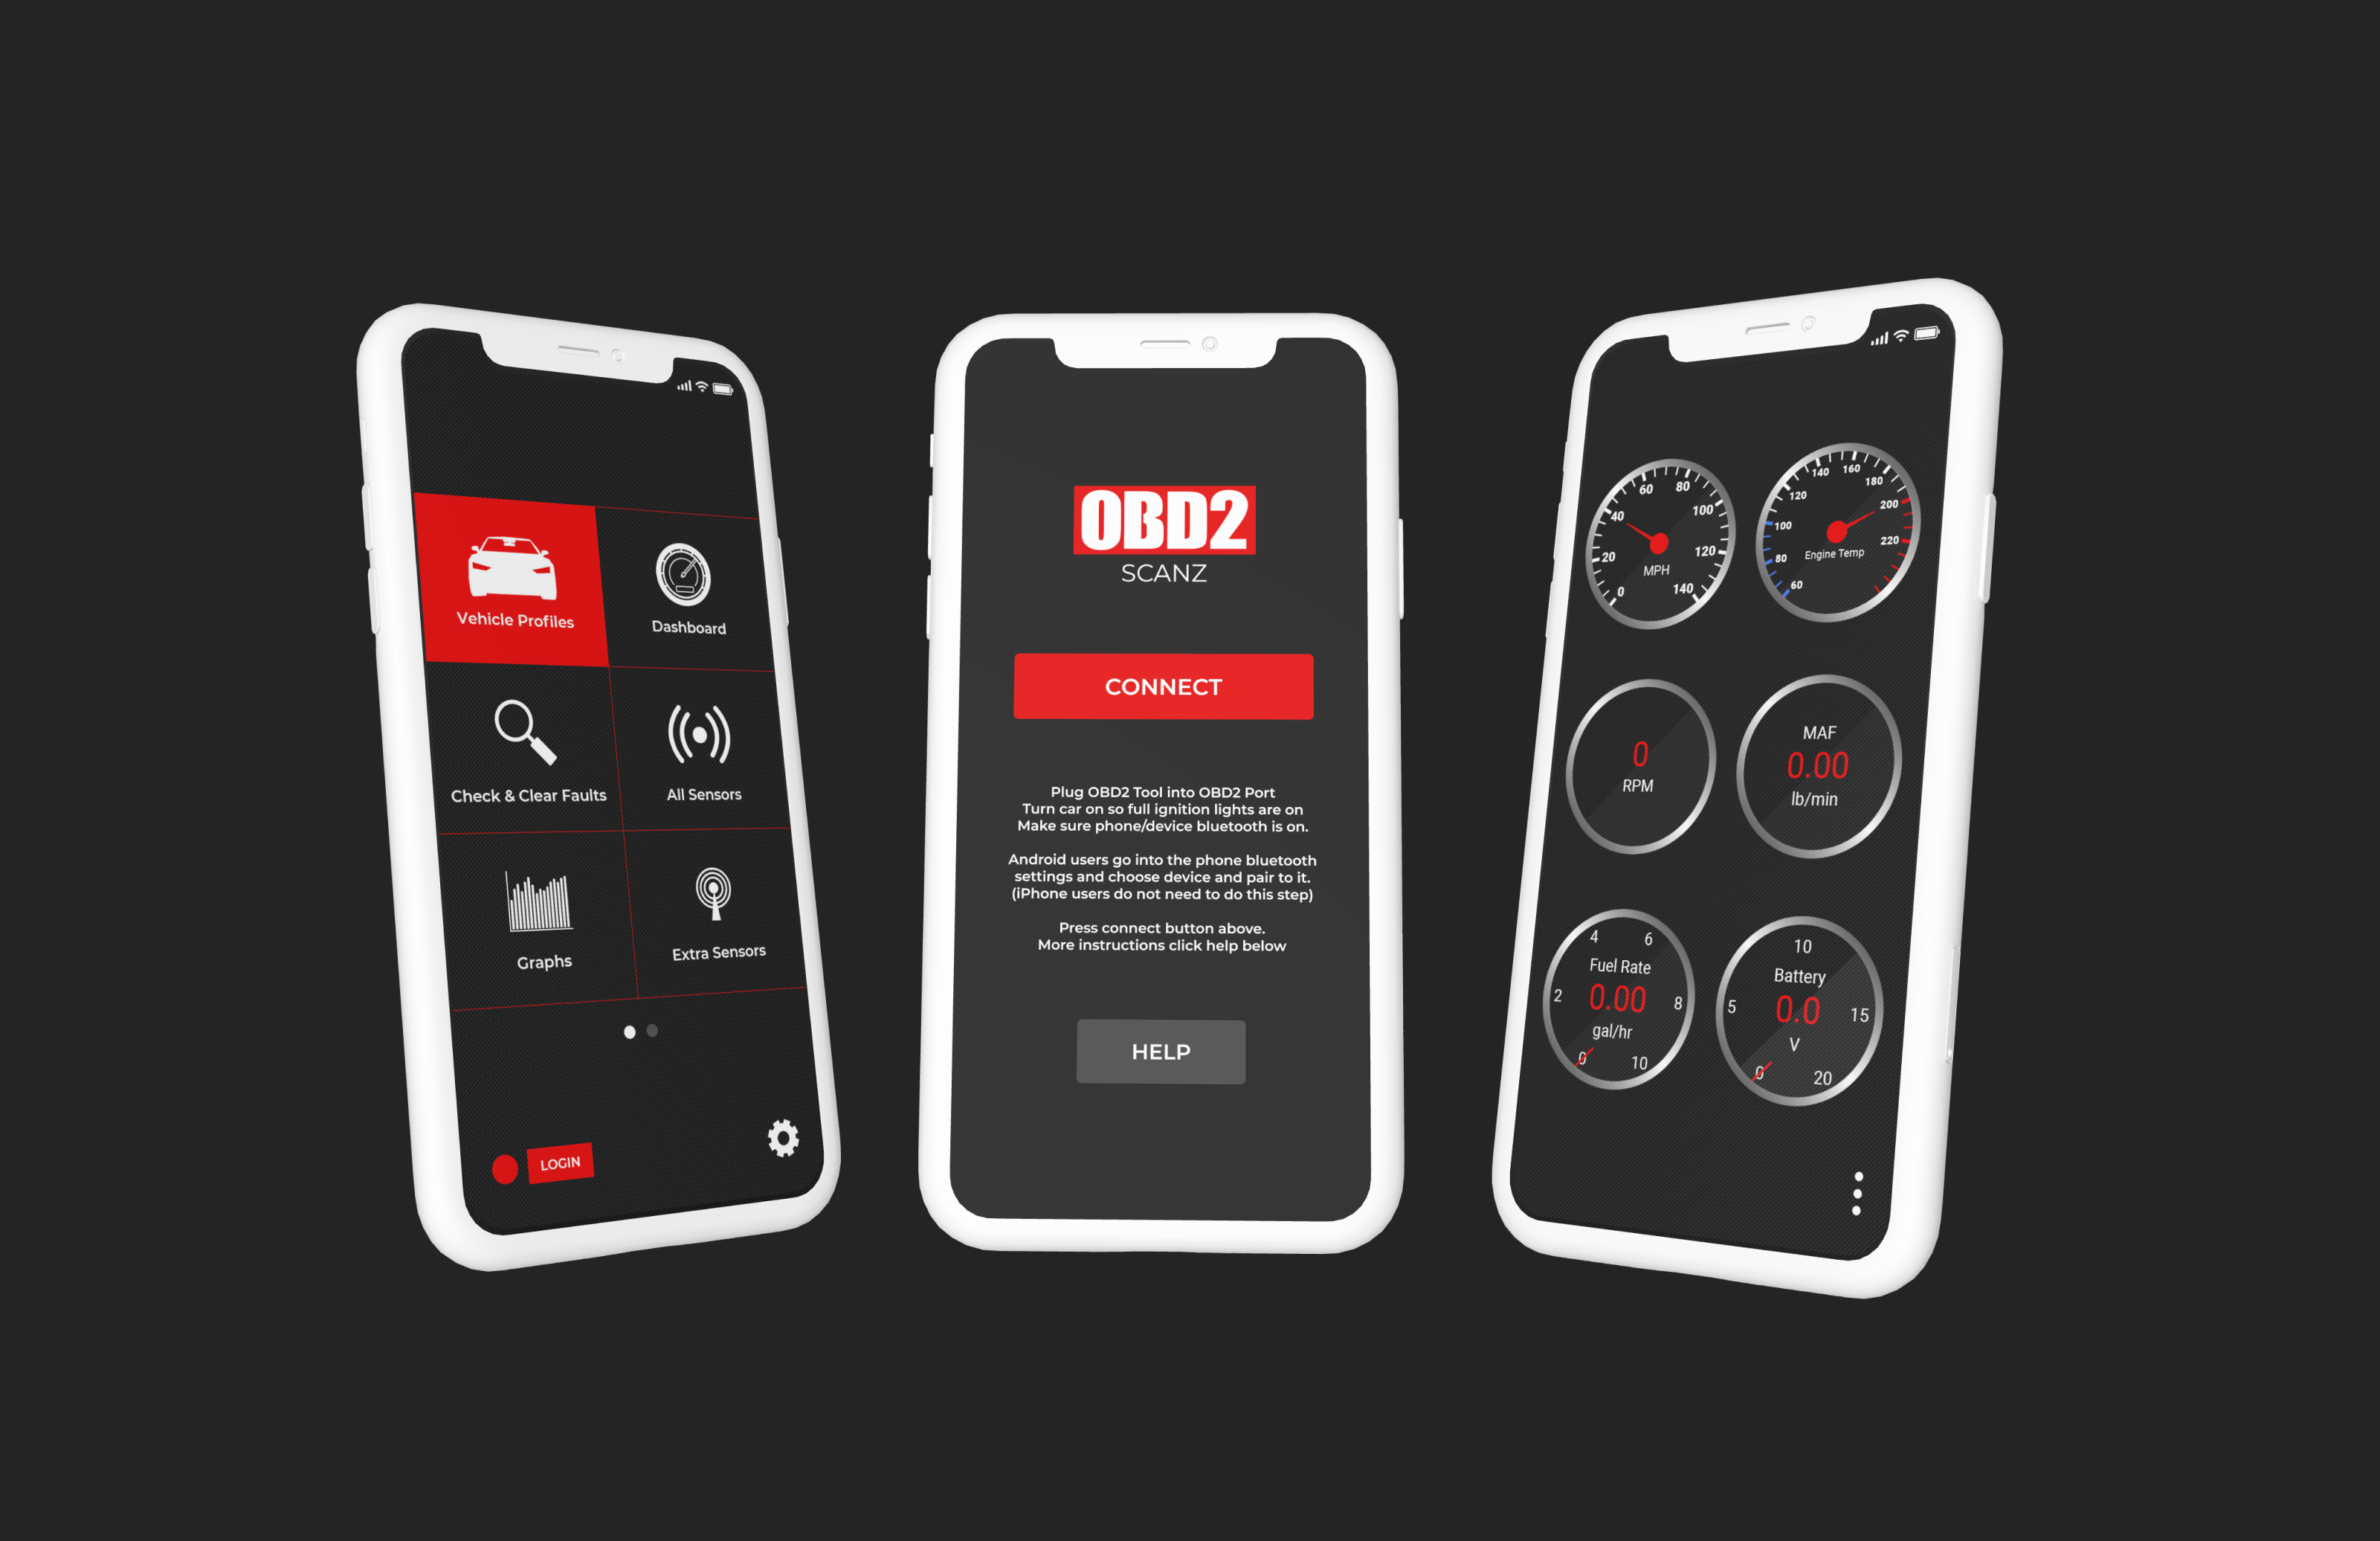 Vehicle Profiles
Dashboard
Check & Clear Faults
All Sensors
Graphs
Extra Sensors
LOGIN
OBD2
SCANZ
CONNECT
Plug OBD2 Tool into OBD2 Port
Turn car on so full ignition lights are on
Make sure phone/device bluetooth is on.
Android users go into the phone bluetooth
settings and choose device and pair to it.
(iPhone users do not need to do this step)
Press connect button above.
More instructions click help below
HELP
0 20 40 60 80 100 120 140
MPH
60 80 100 120 140 160 180 200 220
Engine Temp
0
RPM
MAF
0.00
lb/min
4 6
Fuel Rate
2 0.00 8
gal/hr
0 10
10
Battery
5 0.0 15
V
0 20